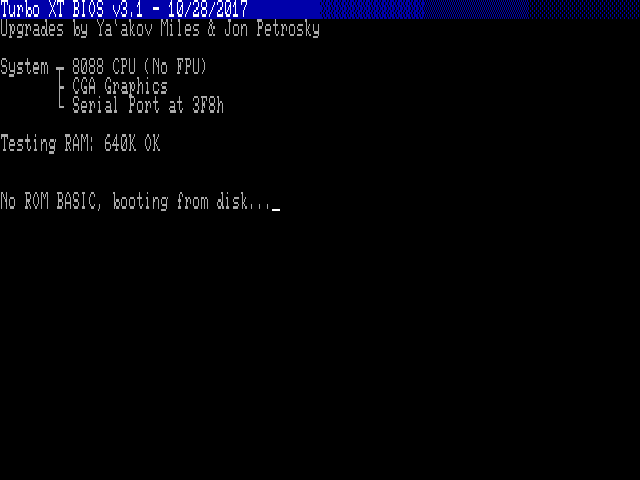 Turbo XT BIOS v3.1 - 10/28/2017
Upgrades by Ya`akov Miles & Jon Petrosky
System ┬ 8088 CPU (No FPU)
├ CGA Graphics
└ Serial Port at 3F8h
Testing RAM: 640K OK
No ROM BASIC, booting from disk..._